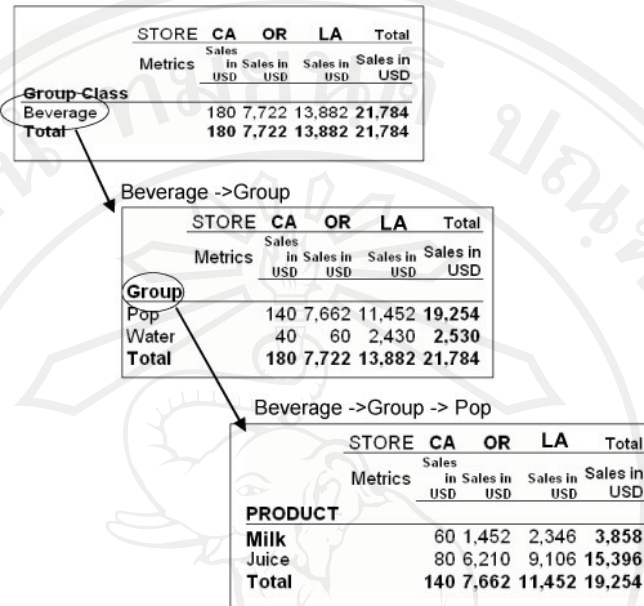 STORE CA OR LA Total
Metrics Sales in USD Sales in USD Sales in USD Sales in USD
Group Class
Beverage 180 7,722 13,882 21,784
Total 180 7,722 13,882 21,784
Beverage ->Group
STORE CA OR LA Total
Metrics Sales in USD Sales in USD Sales in USD Sales in USD
Group
Pop 140 7,662 11,452 19,254
Water 40 60 2,430 2,530
Total 180 7,722 13,882 21,784
Beverage ->Group -> Pop
STORE CA OR LA Total
Metrics Sales in USD Sales in USD Sales in USD Sales in USD
PRODUCT
Milk 60 1,452 2,346 3,858
Juice 80 6,210 9,106 15,396
Total 140 7,662 11,452 19,254